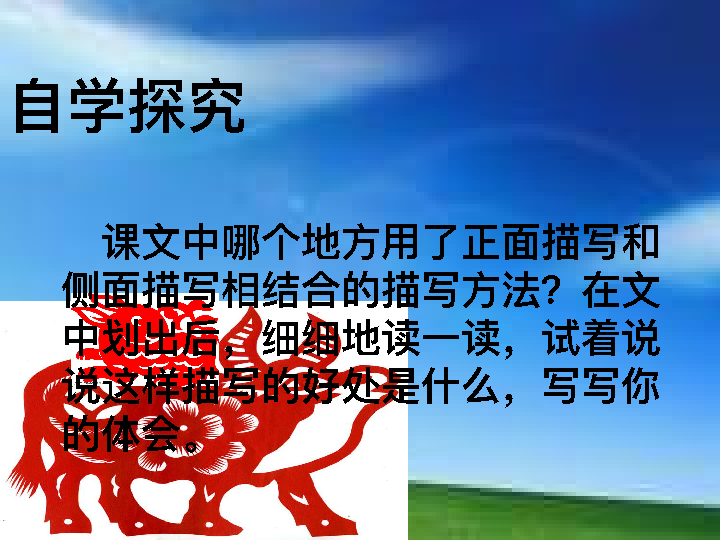 自学探究
课文中哪个地方用了正面描写和
侧面描写相结合的描写方法？在文
中划出后，细细地读一读，试着说
说这样描写的好处是什么，写写你
的体会。